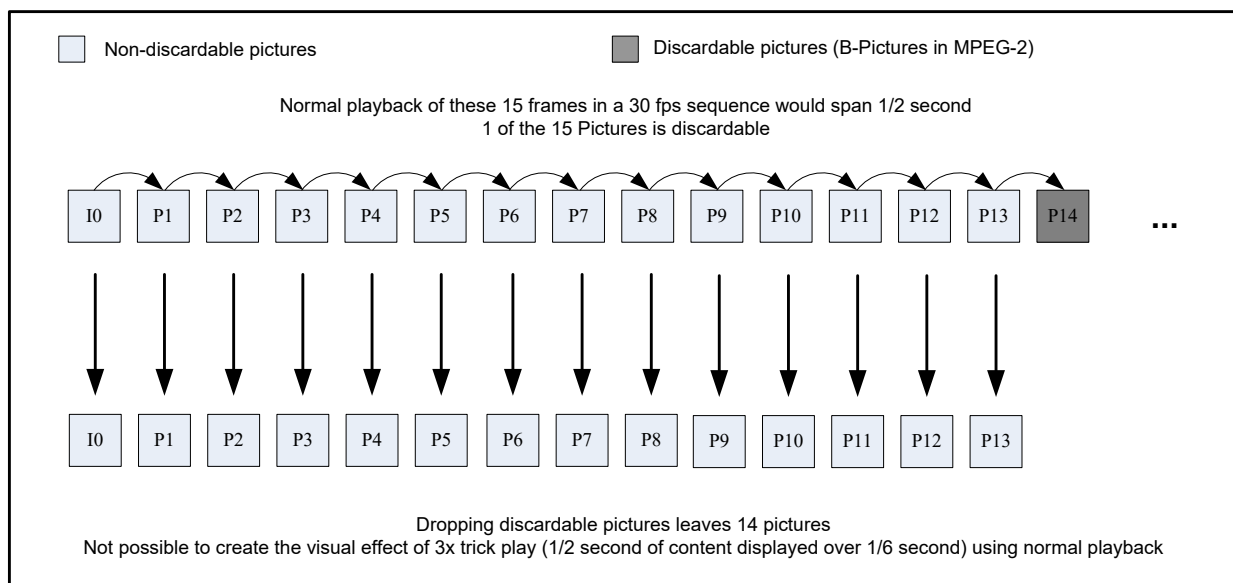 Non-discardable pictures
Discardable pictures (B-Pictures in MPEG-2)
Normal playback of these 15 frames in a 30 fps sequence would span 1/2 second
1 of the 15 Pictures is discardable
I0 P1 P2 P3 P4 P5 P6 P7 P8 P9 P10 P11 P12 P13 P14 ...
I0 P1 P2 P3 P4 P5 P6 P7 P8 P9 P10 P11 P12 P13
Dropping discardable pictures leaves 14 pictures
Not possible to create the visual effect of 3x trick play (1/2 second of content displayed over 1/6 second) using normal playback